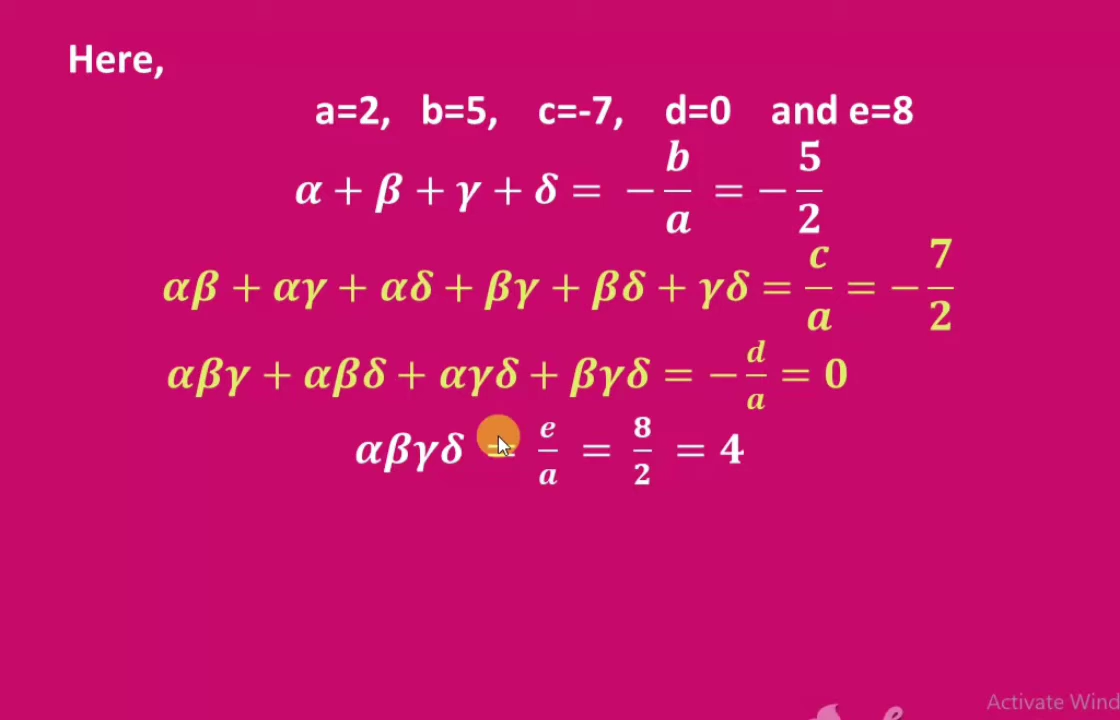 Here,
a=2, b=5, c=-7, d=0 and e=8
α + β + γ + δ = − b/a = − 5/2
αβ + αγ + αδ + βγ + βδ + γδ = c/a = − 7/2
αβγ + αβδ + αγδ + βγδ = − d/a = 0
αβγδ = e/a = 8/2 = 4
Activate Wind